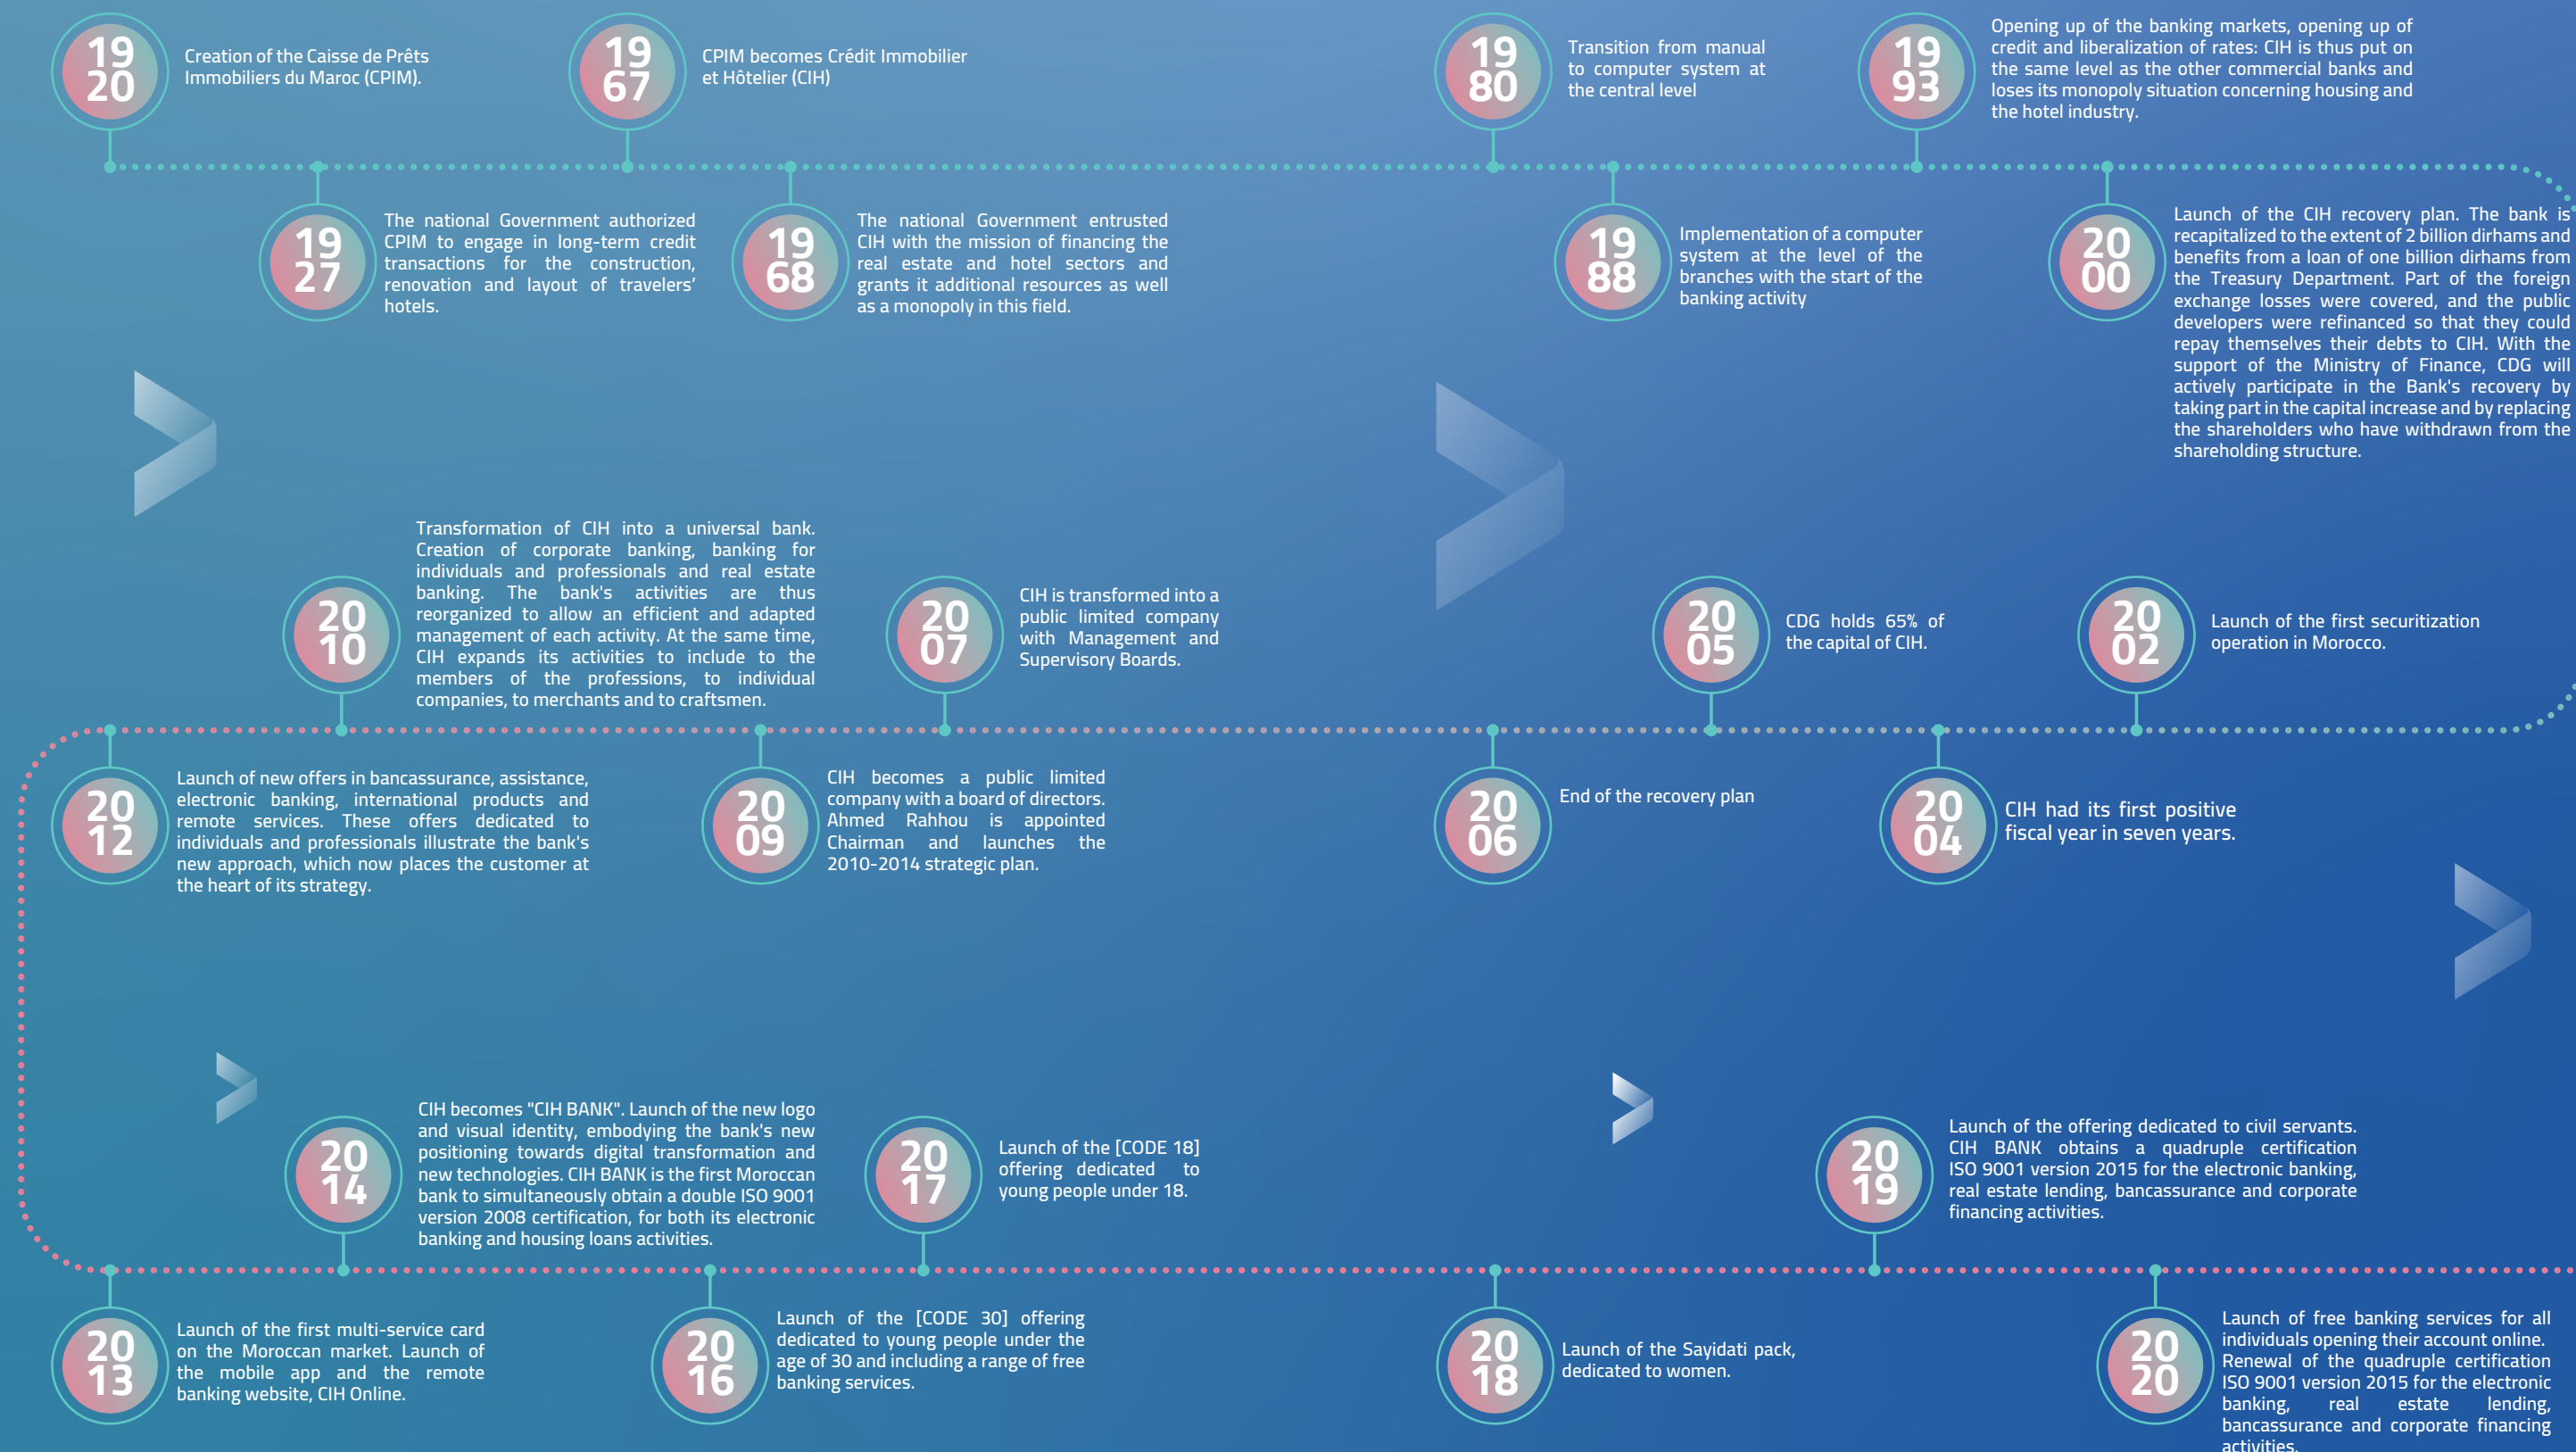 19
20
Creation of the Caisse de Prêts
Immobiliers du Maroc (CPIM).
19
27
The national Government authorized
CPIM to engage in long-term credit
transactions for the construction,
renovation and layout of travelers’
hotels.
19
67
CPIM becomes Crédit Immobilier
et Hôtelier (CIH)
19
68
The national Government entrusted
CIH with the mission of financing the
real estate and hotel sectors and
grants it additional resources as well
as a monopoly in this field.
19
80
Transition from manual
to computer system at
the central level
19
88
Implementation of a computer
system at the level of the
branches with the start of the
banking activity
19
93
Opening up of the banking markets, opening up of
credit and liberalization of rates: CIH is thus put on
the same level as the other commercial banks and
loses its monopoly situation concerning housing and
the hotel industry.
20
00
Launch of the CIH recovery plan. The bank is
recapitalized to the extent of 2 billion dirhams and
benefits from a loan of one billion dirhams from
the Treasury Department. Part of the foreign
exchange losses were covered, and the public
developers were refinanced so that they could
repay themselves their debts to CIH. With the
support of the Ministry of Finance, CDG will
actively participate in the Bank's recovery by
taking part in the capital increase and by replacing
the shareholders who have withdrawn from the
shareholding structure.
20
02
Launch of the first securitization
operation in Morocco.
20
04
CIH had its first positive
fiscal year in seven years.
20
05
CDG holds 65% of
the capital of CIH.
20
06
End of the recovery plan
20
07
CIH is transformed into a
public limited company
with Management and
Supervisory Boards.
20
09
CIH becomes a public limited
company with a board of directors.
Ahmed Rahhou is appointed
Chairman and launches the
2010-2014 strategic plan.
20
10
Transformation of CIH into a universal bank.
Creation of corporate banking, banking for
individuals and professionals and real estate
banking. The bank's activities are thus
reorganized to allow an efficient and adapted
management of each activity. At the same time,
CIH expands its activities to include to the
members of the professions, to individual
companies, to merchants and to craftsmen.
20
12
Launch of new offers in bancassurance, assistance,
electronic banking, international products and
remote services. These offers dedicated to
individuals and professionals illustrate the bank's
new approach, which now places the customer at
the heart of its strategy.
20
13
Launch of the first multi-service card
on the Moroccan market. Launch of
the mobile app and the remote
banking website, CIH Online.
20
14
CIH becomes "CIH BANK". Launch of the new logo
and visual identity, embodying the bank's new
positioning towards digital transformation and
new technologies. CIH BANK is the first Moroccan
bank to simultaneously obtain a double ISO 9001
version 2008 certification, for both its electronic
banking and housing loans activities.
20
16
Launch of the [CODE 30] offering
dedicated to young people under the
age of 30 and including a range of free
banking services.
20
17
Launch of the [CODE 18]
offering dedicated to
young people under 18.
20
18
Launch of the Sayidati pack,
dedicated to women.
20
19
Launch of the offering dedicated to civil servants.
CIH BANK obtains a quadruple certification
ISO 9001 version 2015 for the electronic banking,
real estate lending, bancassurance and corporate
financing activities.
20
20
Launch of free banking services for all
individuals opening their account online.
Renewal of the quadruple certification
ISO 9001 version 2015 for the electronic
banking, real estate lending,
bancassurance and corporate financing
activities.